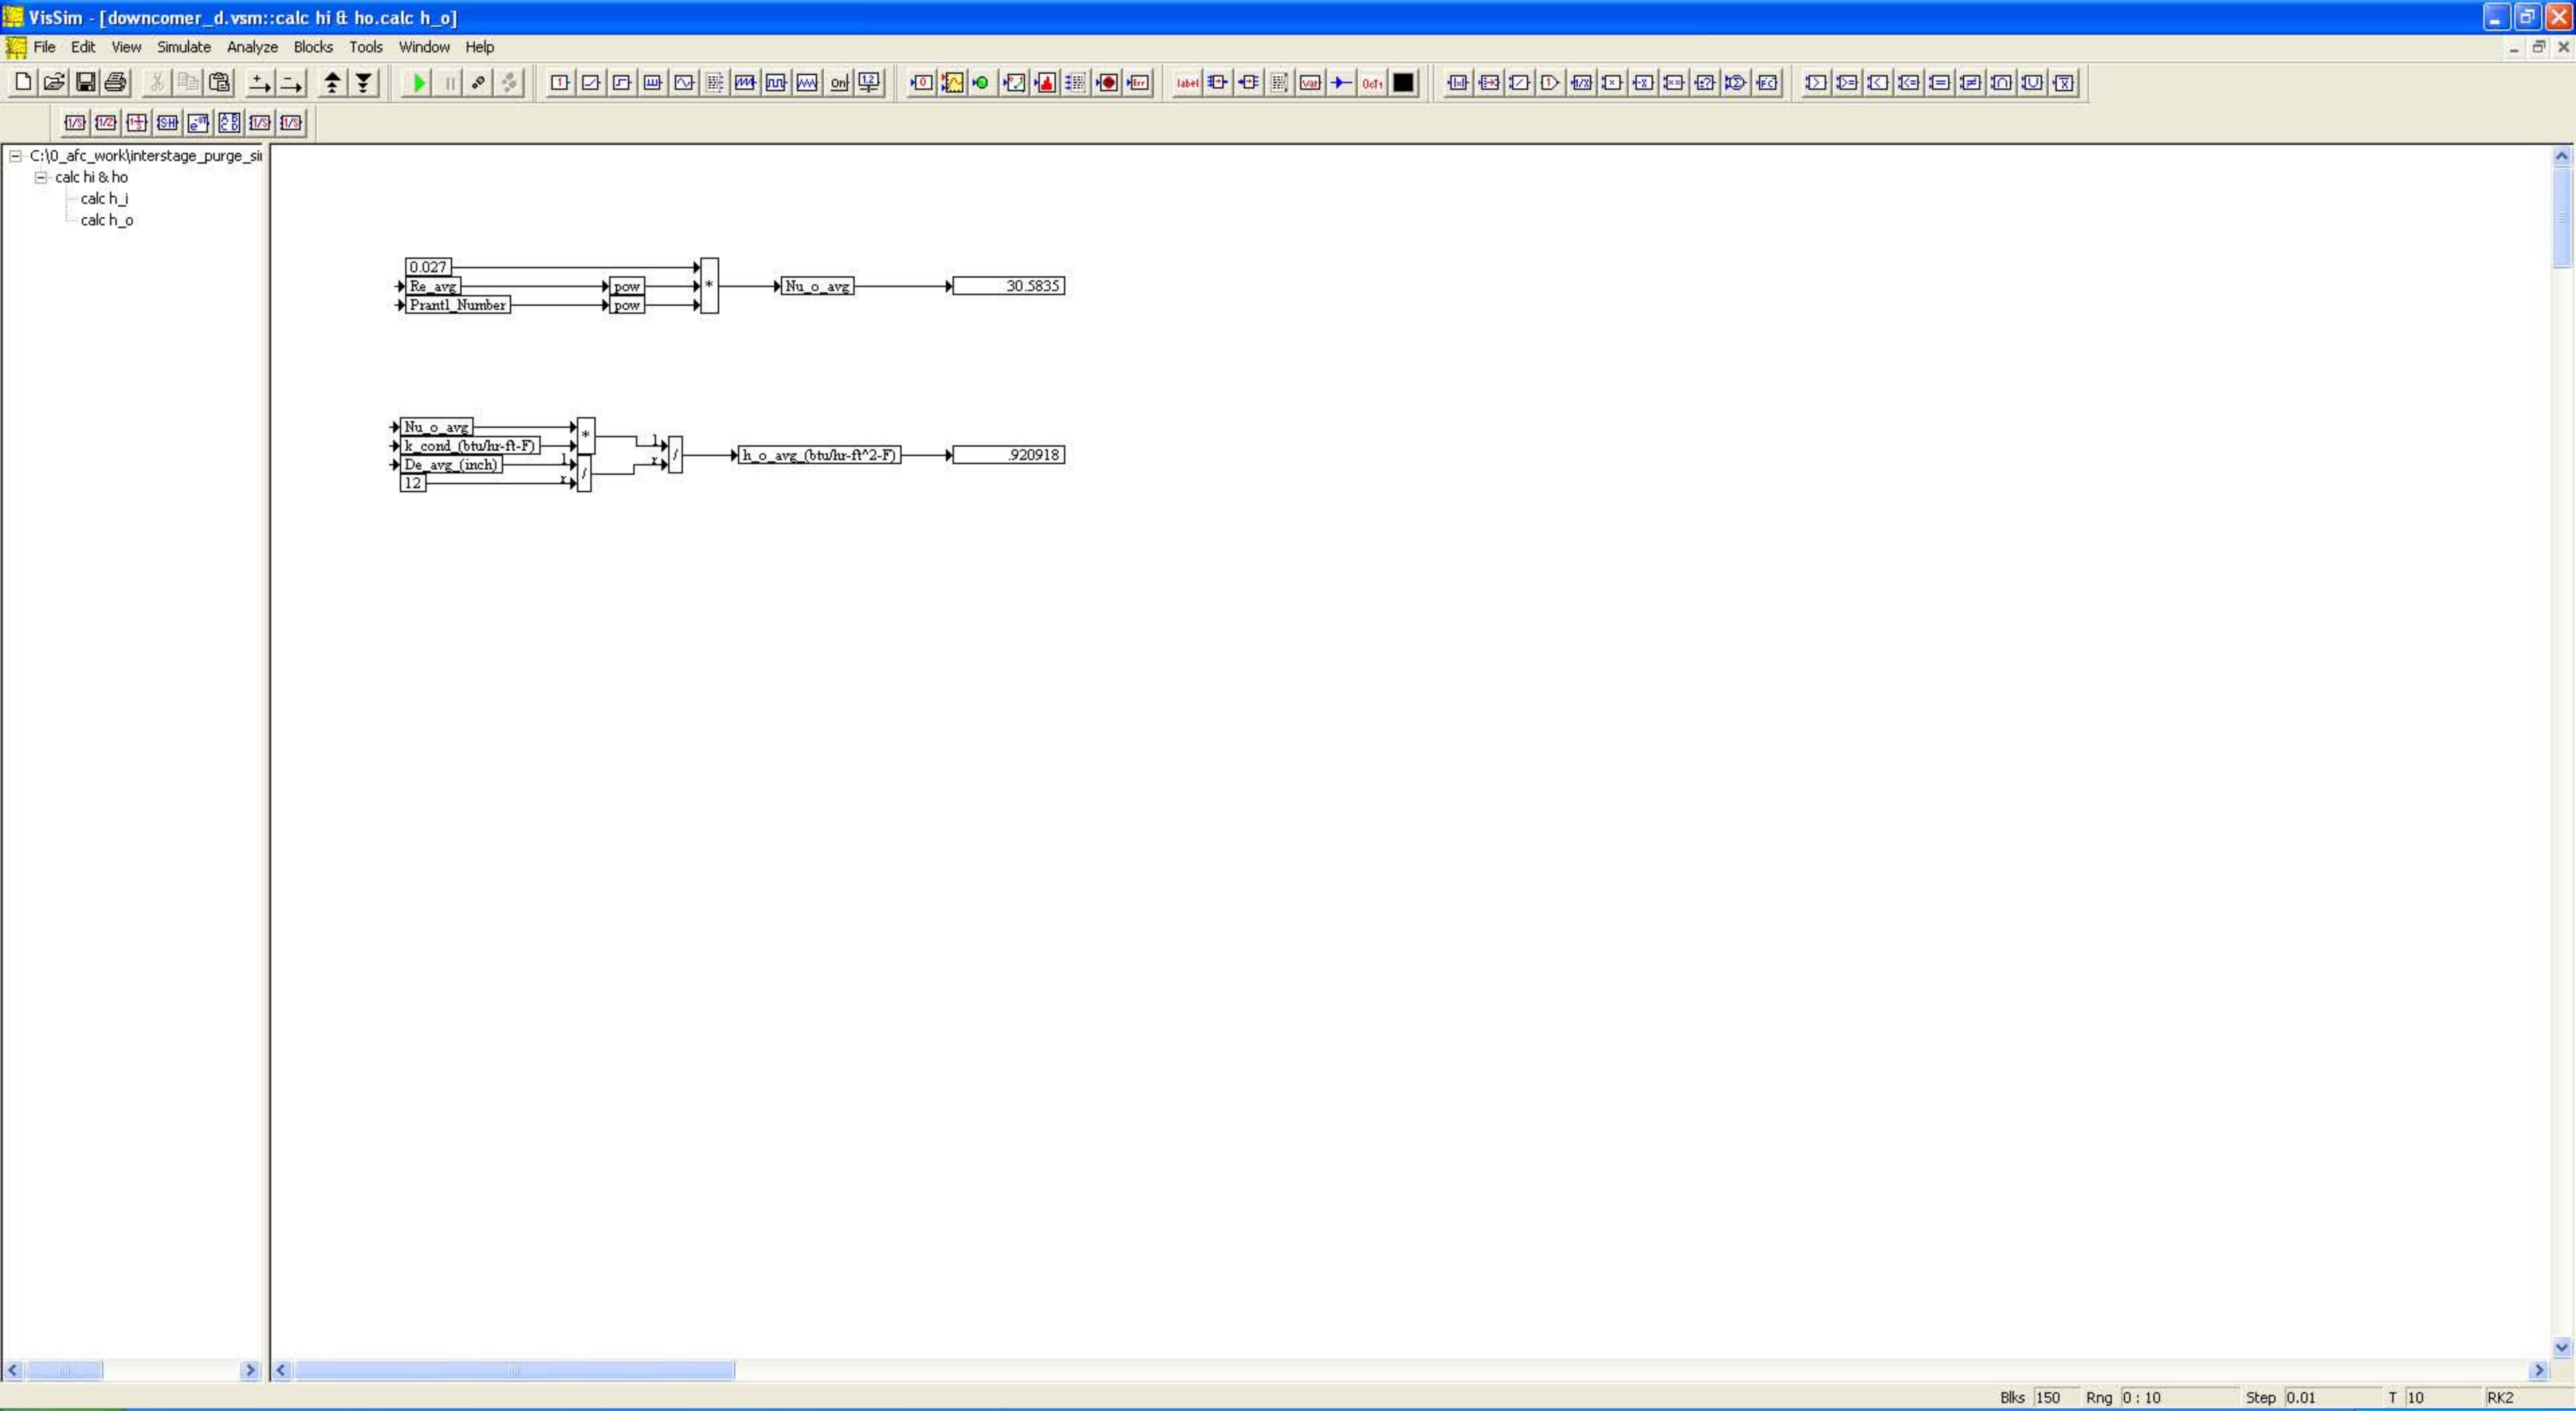 VisSim - [downcomer_d.vsm::calc hi & ho.calc h_o]
File Edit View Simulate Analyze Blocks Tools Window Help
C:\0_afc_work\interstage_purge_si
calc hi & ho
calc h_i
calc h_o
0.027
Re_avg pow * Nu_o_avg 30.5835
Prantl_Number pow
Nu_o_avg *
k_cond_(btu/hr-ft-F) l
/ h_o_avg_(btu/hr-ft^2-F) .920918
De_avg_(inch) l r
12 r /
Blks 150 Rng 0 : 10 Step 0.01 T 10 RK2